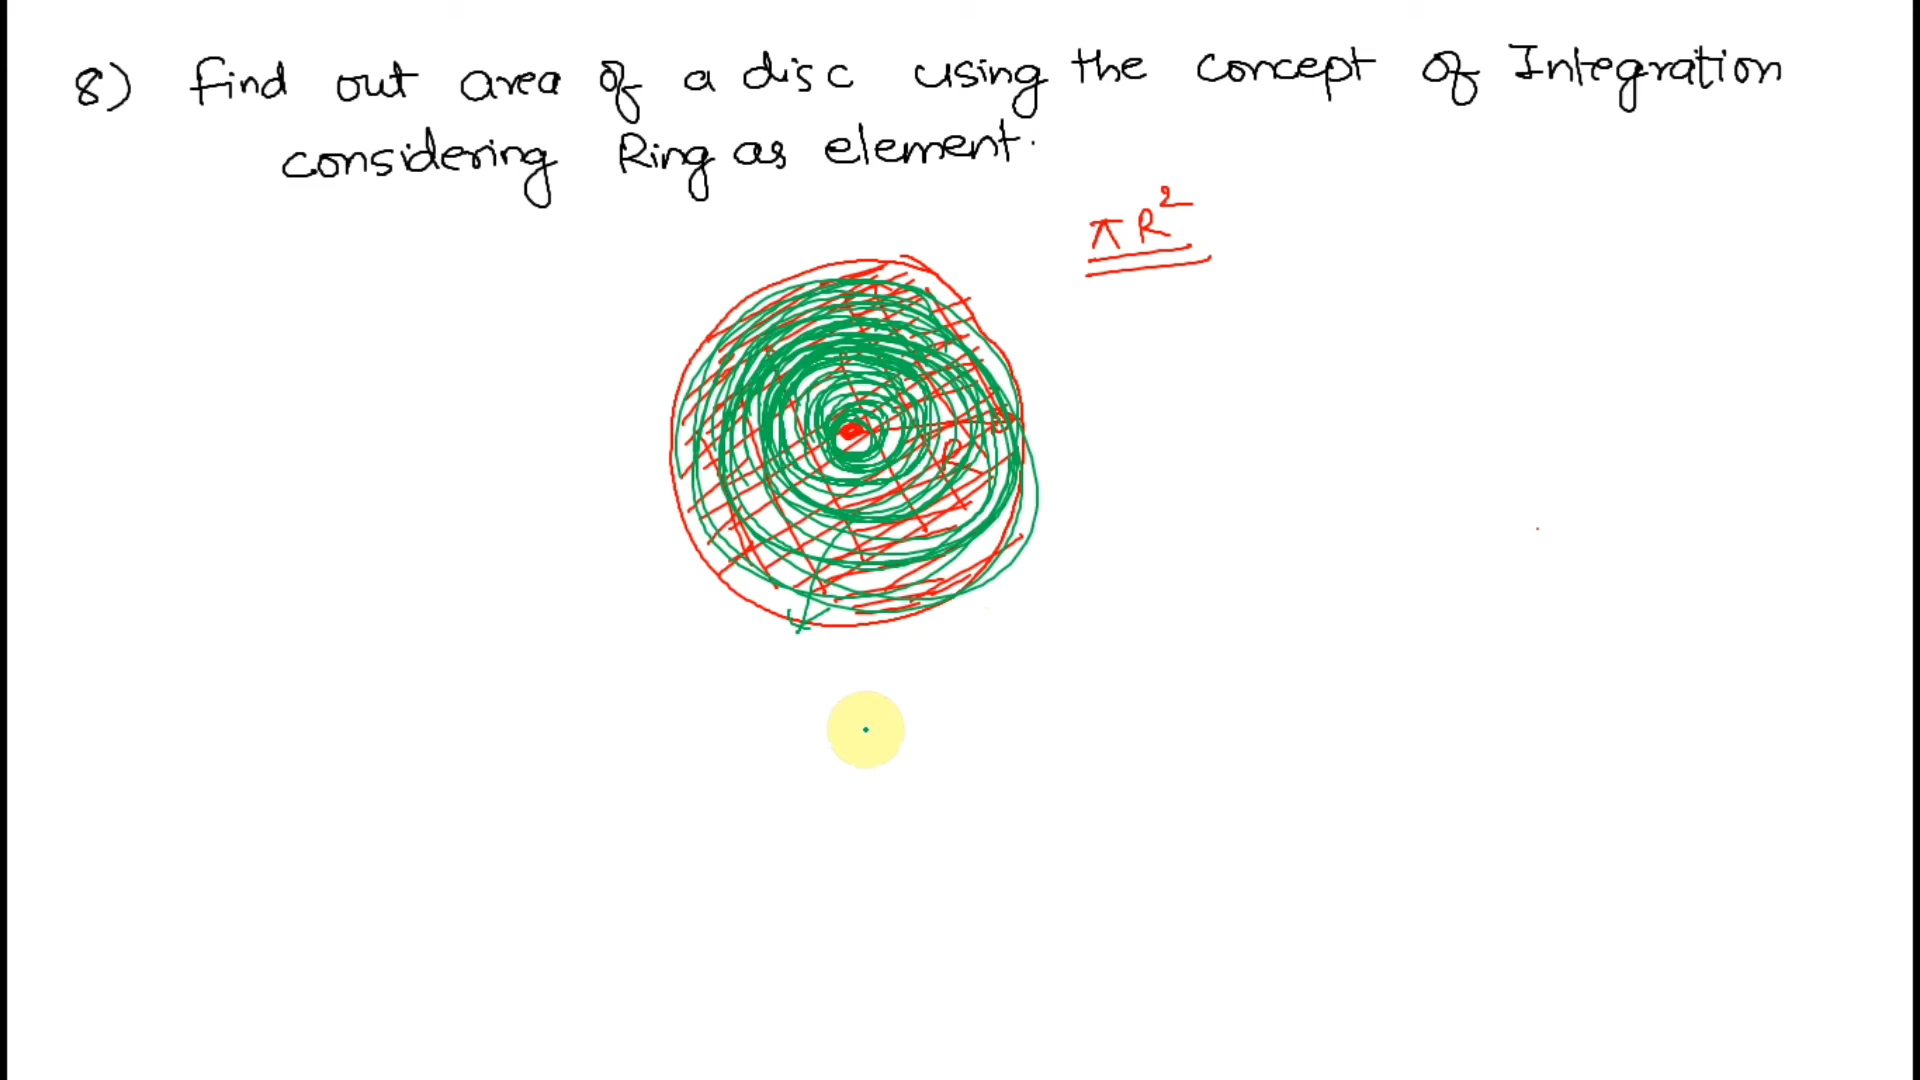 8) Find out area of a disc using the concept of Integration
considering Ring as element.
πR²
R